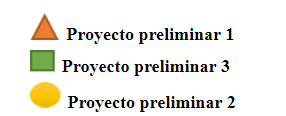 Proyecto preliminar 1
Proyecto preliminar 3
Proyecto preliminar 2